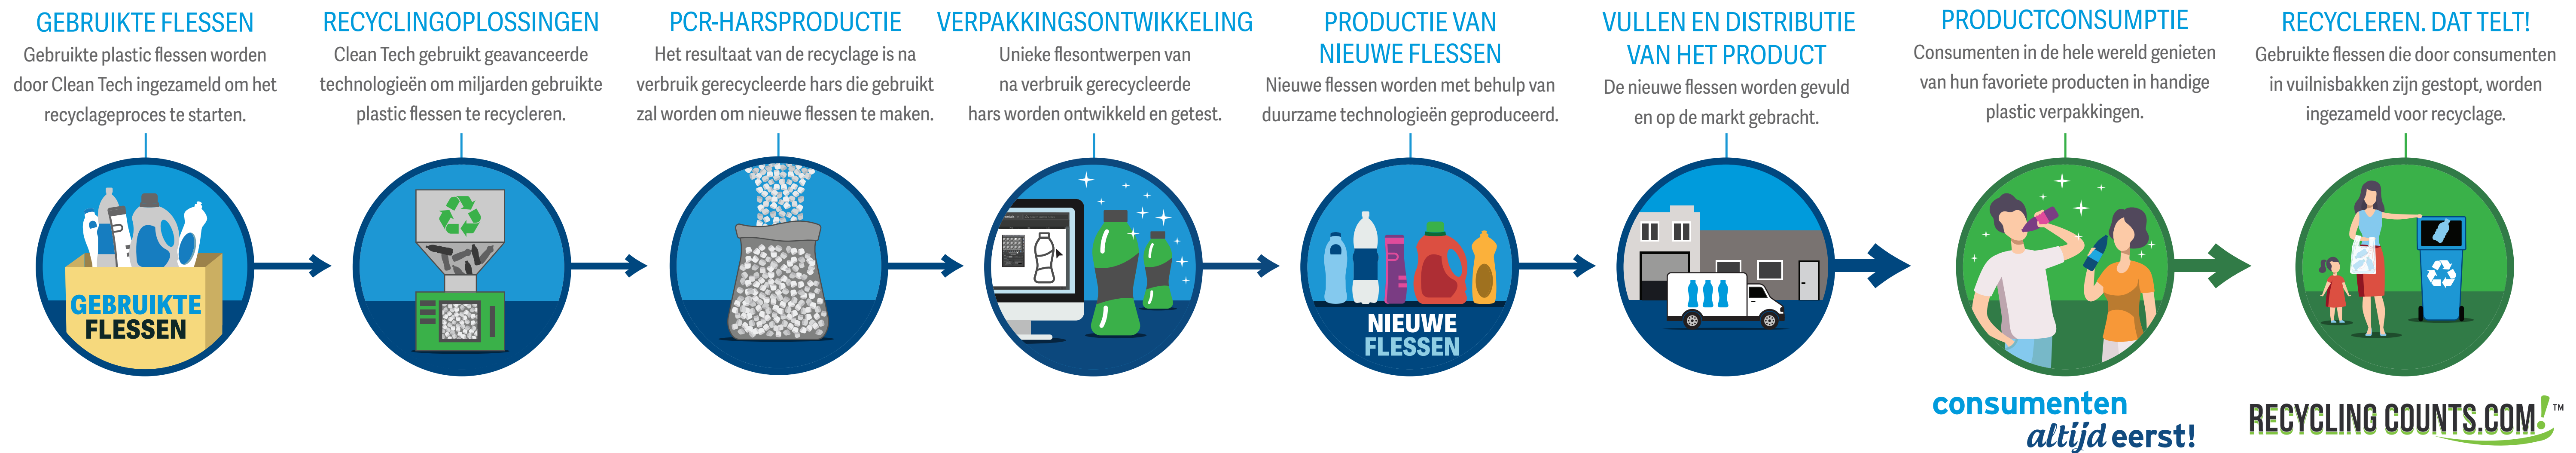 GEBRUIKTE FLESSEN
Gebruikte plastic flessen worden
door Clean Tech ingezameld om het
recyclageproces te starten.
GEBRUIKTE
FLESSEN
RECYCLINGOPLOSSINGEN
Clean Tech gebruikt geavanceerde
technologieën om miljarden gebruikte
plastic flessen te recycleren.
PCR-HARSPRODUCTIE
Het resultaat van de recyclage is na
verbruik gerecycleerde hars die gebruikt
zal worden om nieuwe flessen te maken.
VERPAKKINGSONTWIKKELING
Unieke flesontwerpen van
na verbruik gerecycleerde
hars worden ontwikkeld en getest.
PRODUCTIE VAN
NIEUWE FLESSEN
Nieuwe flessen worden met behulp van
duurzame technologieën geproduceerd.
NIEUWE
FLESSEN
VULLEN EN DISTRIBUTIE
VAN HET PRODUCT
De nieuwe flessen worden gevuld
en op de markt gebracht.
PRODUCTCONSUMPTIE
Consumenten in de hele wereld genieten
van hun favoriete producten in handige
plastic verpakkingen.
consumenten
altijd eerst!
RECYCLEREN. DAT TELT!
Gebruikte flessen die door consumenten
in vuilnisbakken zijn gestopt, worden
ingezameld voor recyclage.
RECYCLING COUNTS.COM!™